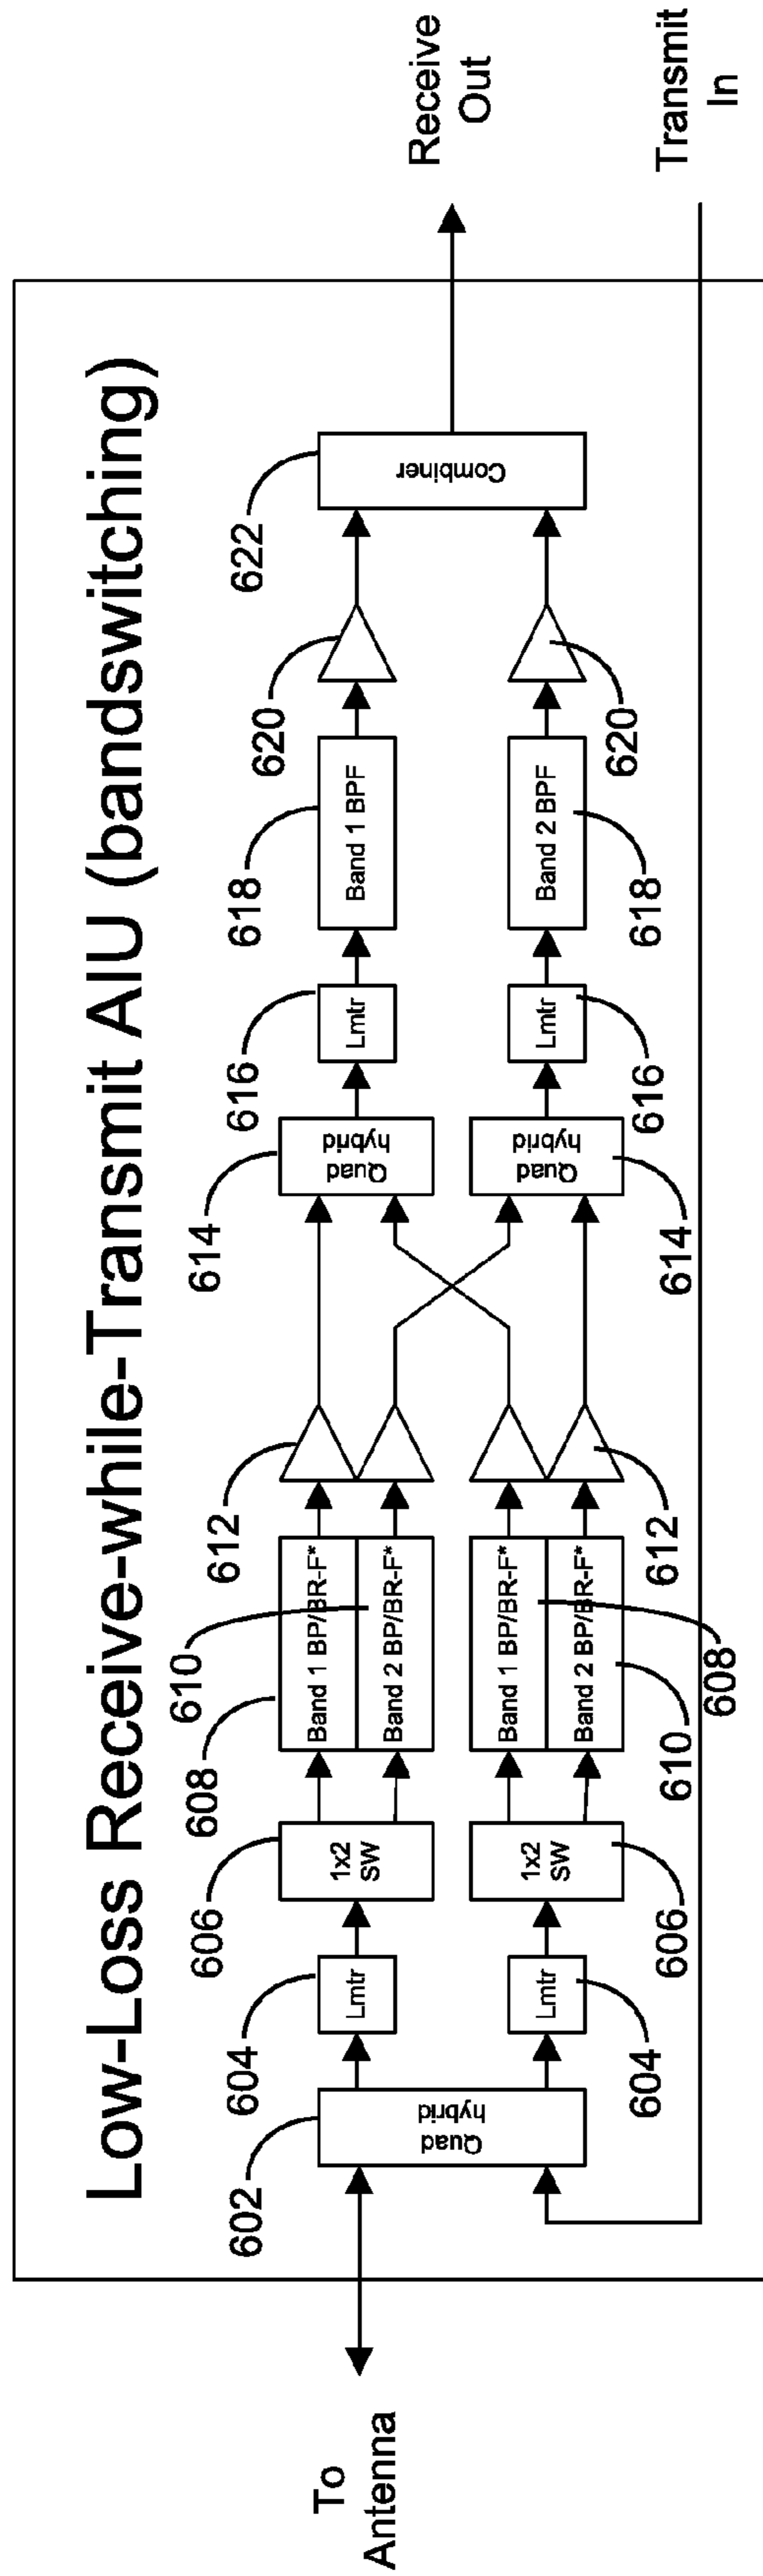 Low-Loss Receive-while-Transmit AIU (bandswitching)
To
Antenna
602
Quad
hybrid
604
Lmtr
604
Lmtr
606
1x2
SW
606
1x2
SW
608
610
Band 1 BP/BR-F*
Band 2 BP/BR-F*
Band 1 BP/BR-F*
Band 2 BP/BR-F*
610
608
612
612
614
Quad
hybrid
Quad
hybrid
614
616
Lmtr
Lmtr
616
618
Band 1 BPF
Band 2 BPF
618
620
620
622
Combiner
Receive
Out
Transmit
In